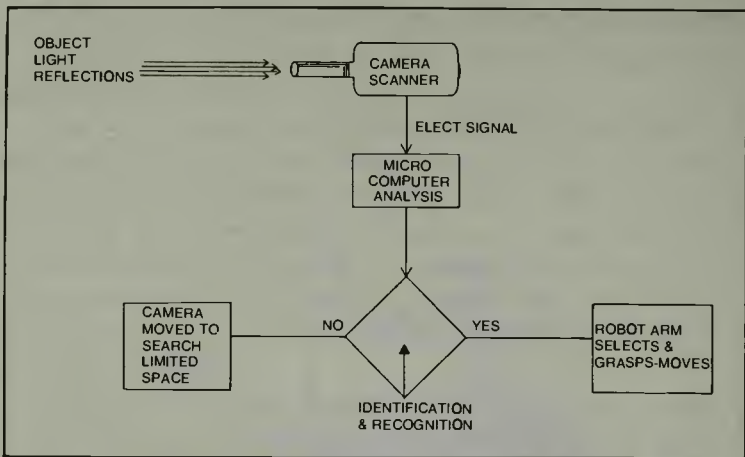 OBJECT
LIGHT
REFLECTIONS
CAMERA
SCANNER
ELECT SIGNAL
MICRO
COMPUTER
ANALYSIS
NO
YES
CAMERA
MOVED TO
SEARCH
LIMITED
SPACE
ROBOT ARM
SELECTS &
GRASPS-MOVES
IDENTIFICATION
& RECOGNITION